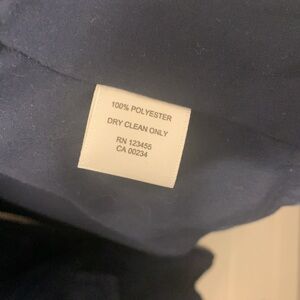 100% POLYESTER
DRY CLEAN ONLY
RN 123456
CA 00234